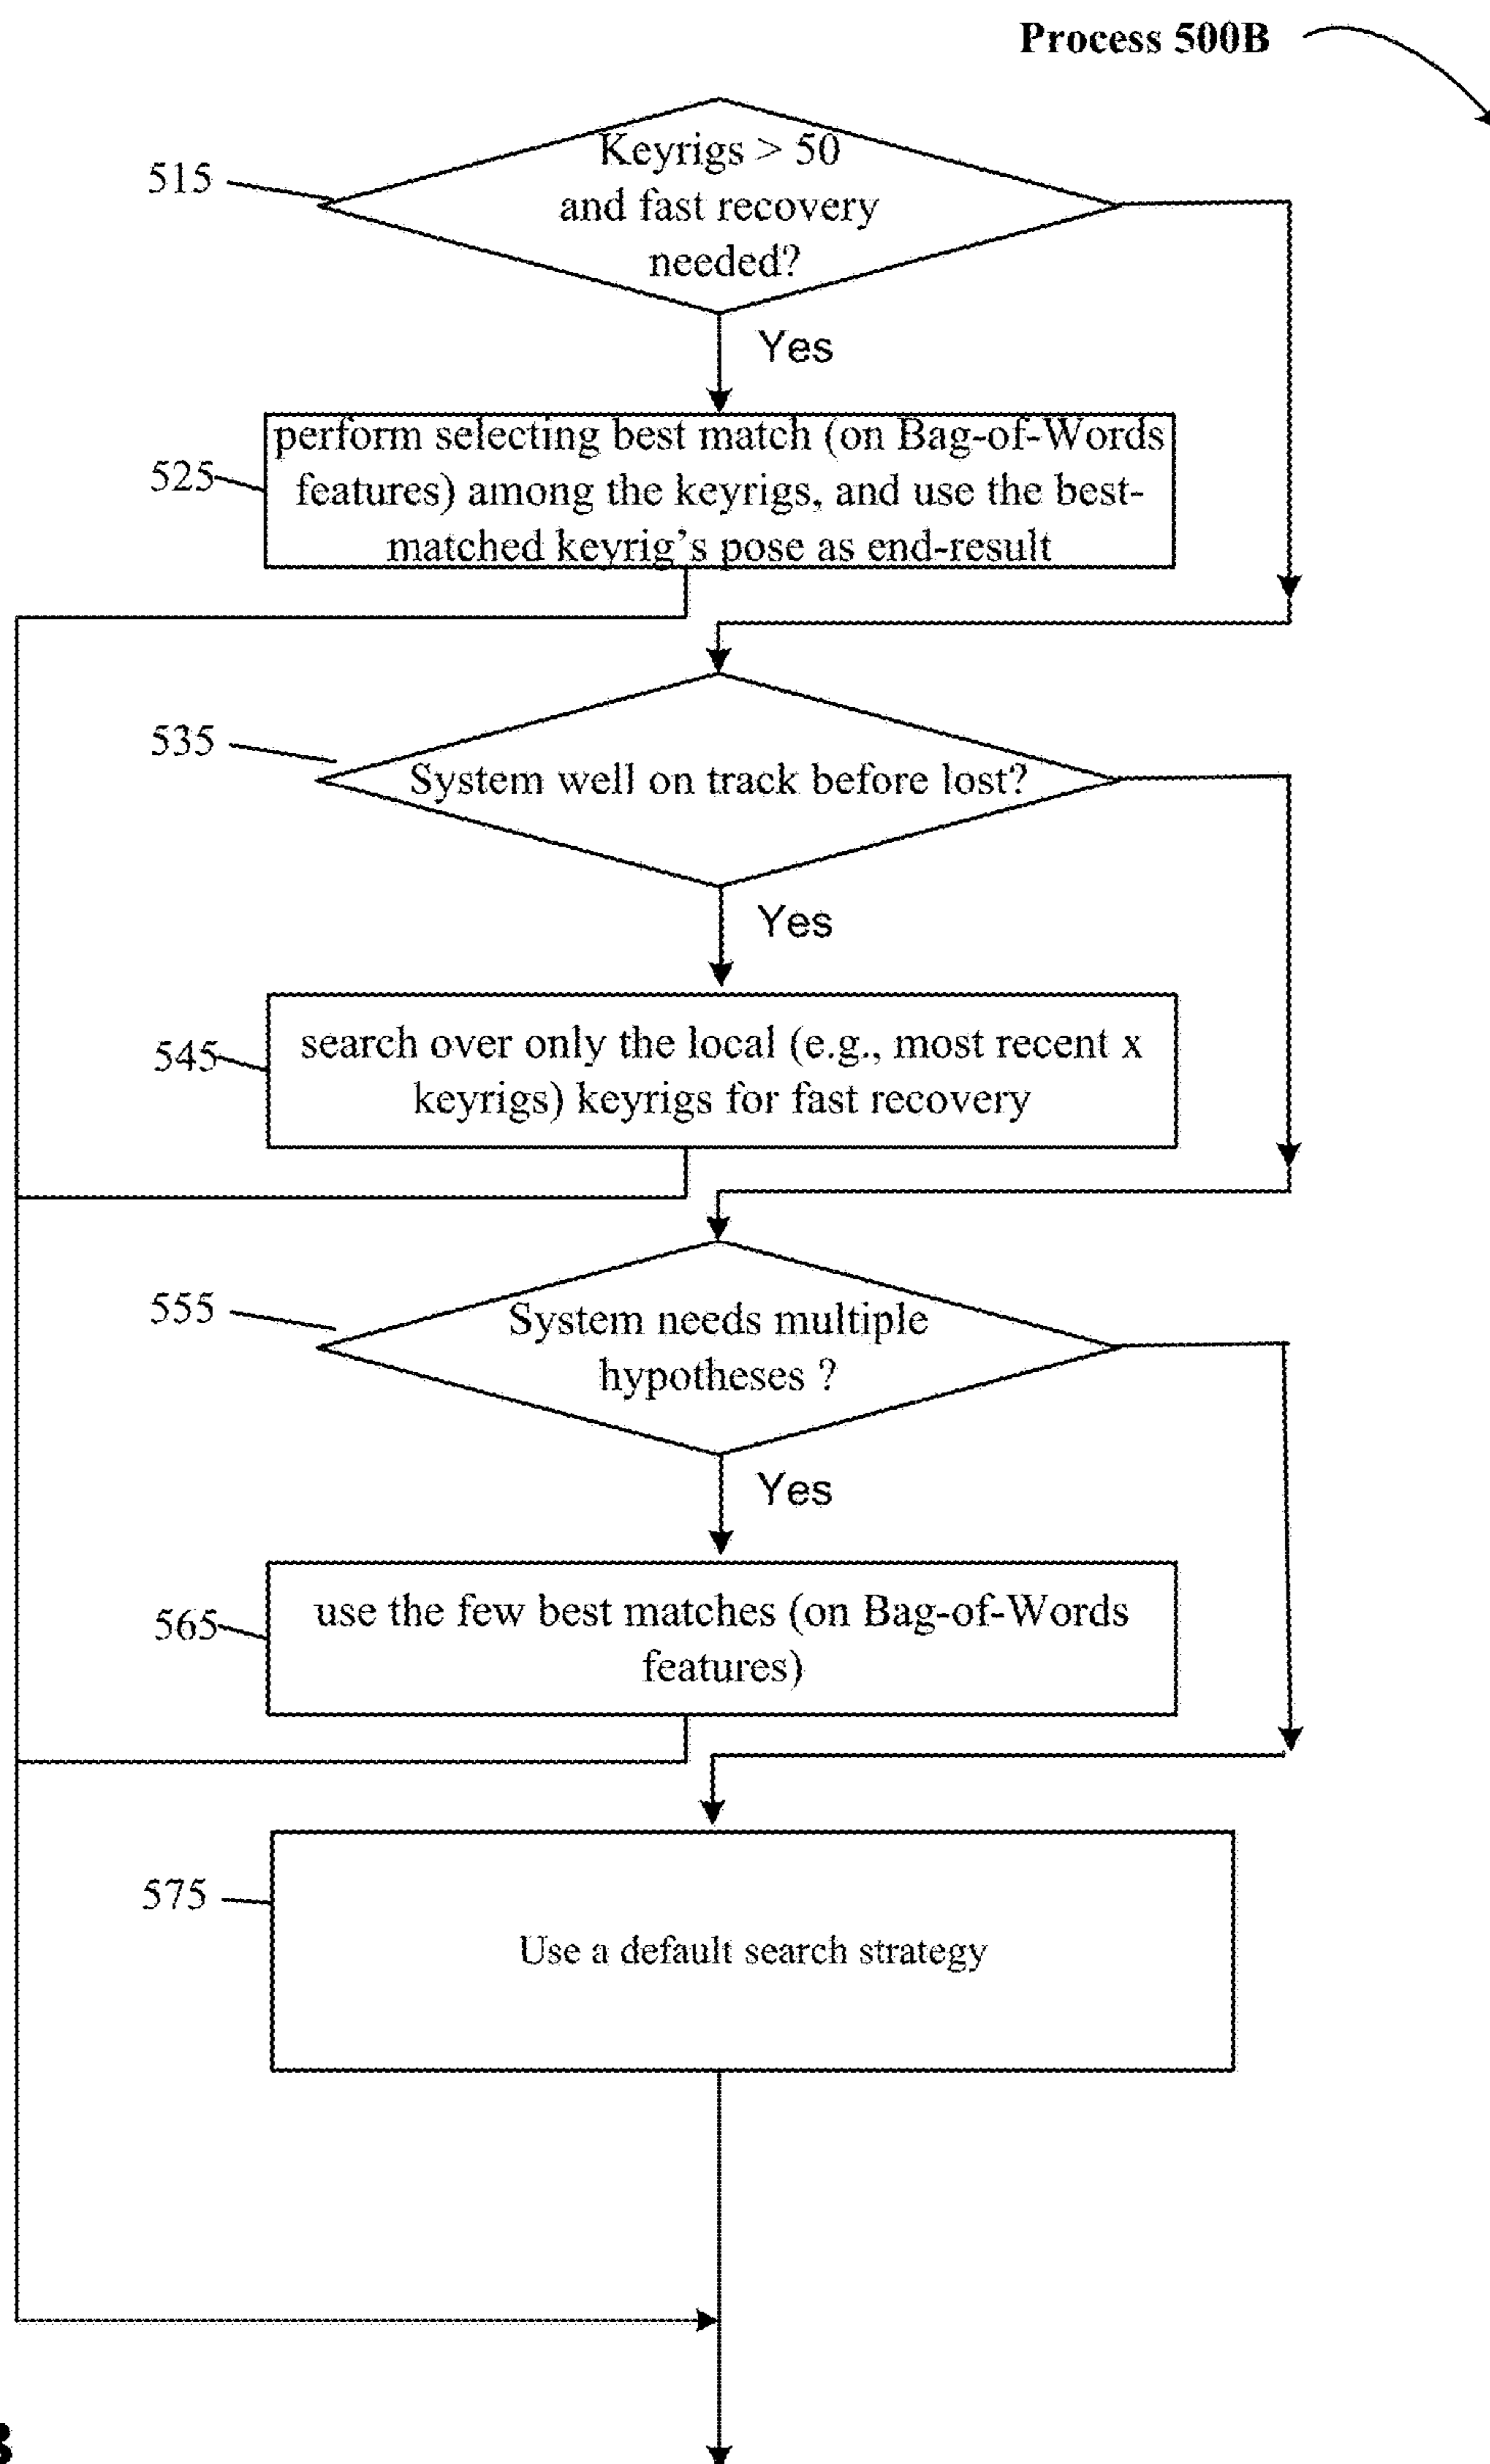 Process 500B
515
Keyrigs > 50
and fast recovery
needed?
Yes
525
perform selecting best match (on Bag-of-Words
features) among the keyrigs, and use the best-
matched keyrig's pose as end-result
535
System well on track before lost?
Yes
545
search over only the local (e.g., most recent x
keyrigs) keyrigs for fast recovery
555
System needs multiple
hypotheses ?
Yes
565
use the few best matches (on Bag-of-Words
features)
575
Use a default search strategy